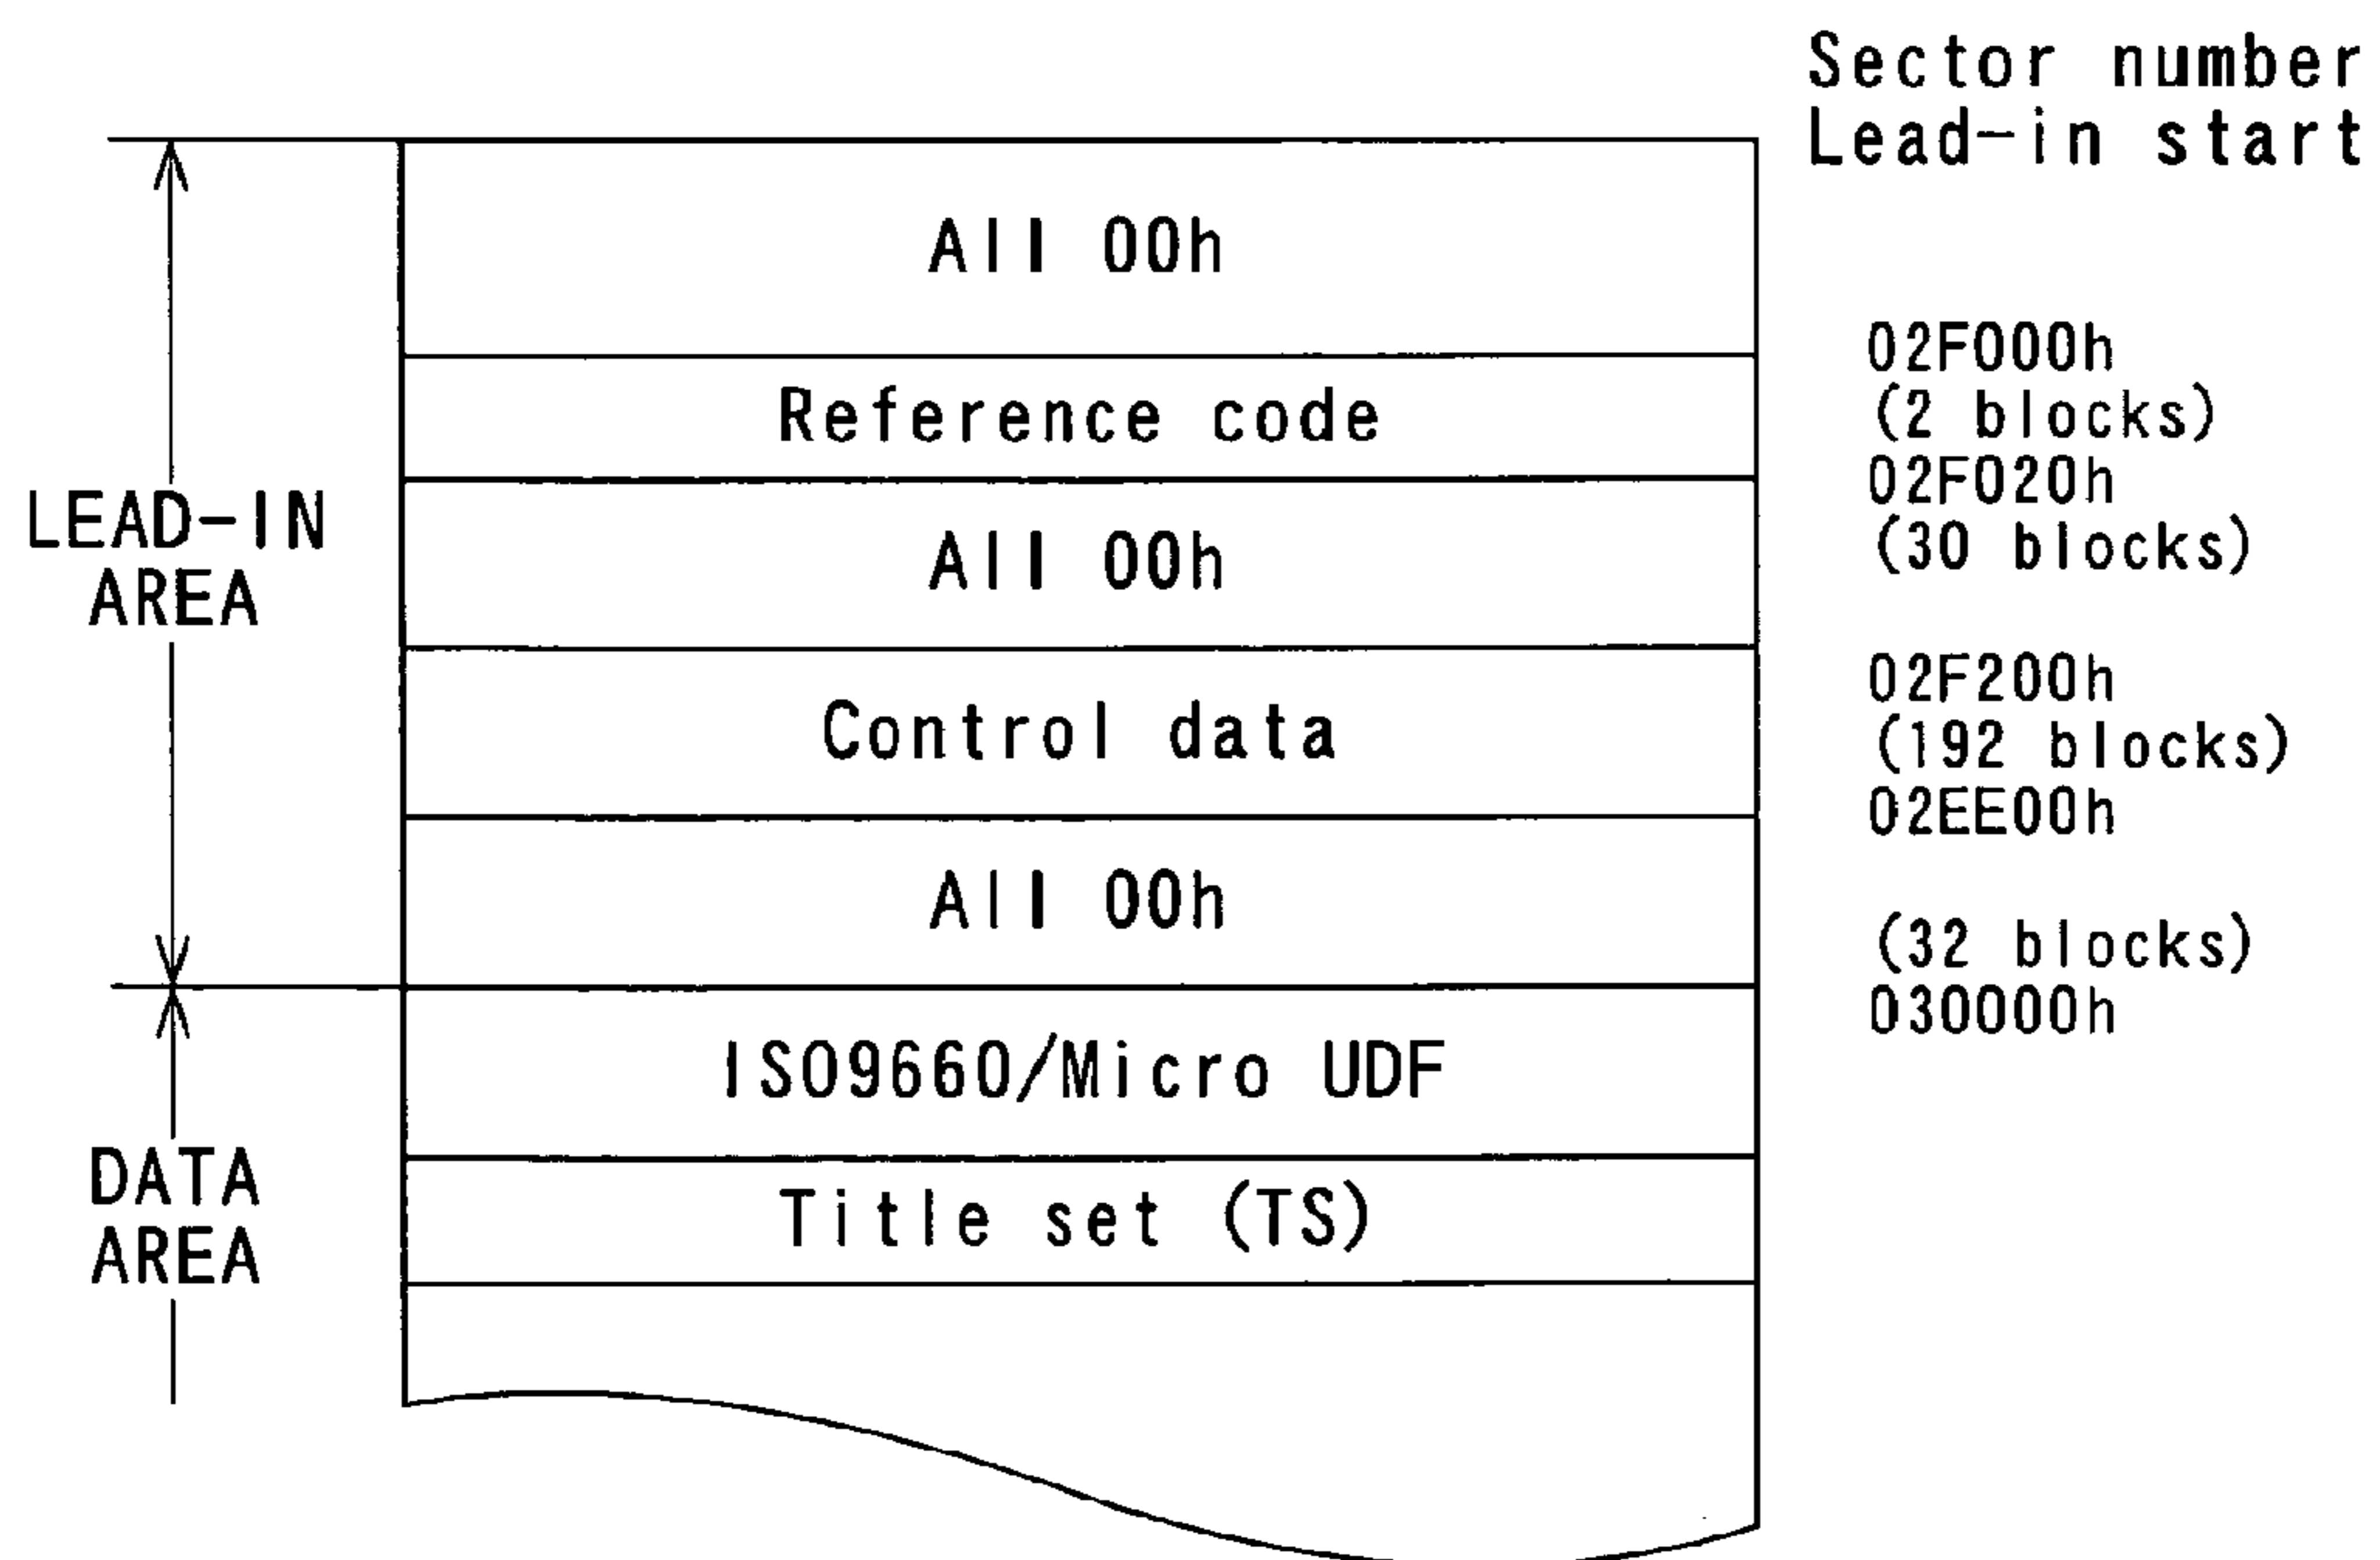 Sector number
Lead-in start
All 00h
02F000h
Reference code
(2 blocks)
02F020h
LEAD-IN
AREA
All 00h
(30 blocks)
02F200h
Control data
(192 blocks)
02EE00h
All 00h
(32 blocks)
030000h
ISO9660/Micro UDF
DATA
AREA
Title set (TS)